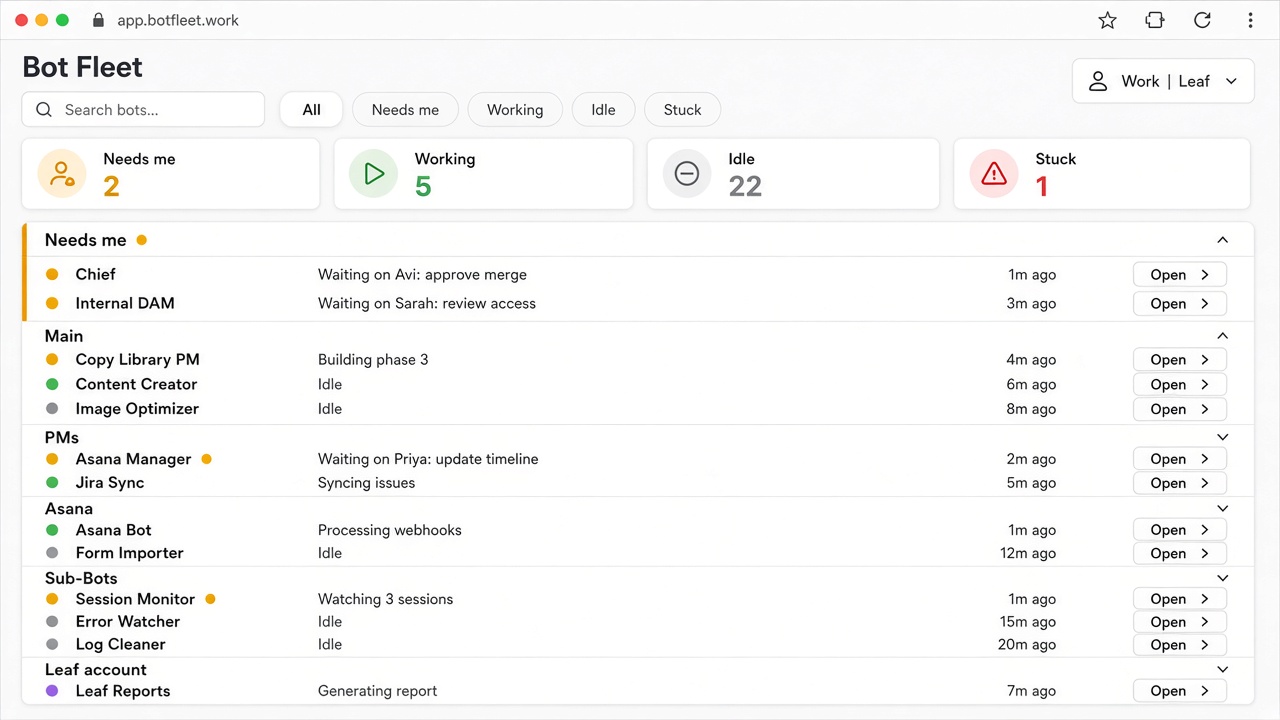 app.botfleet.work
Bot Fleet
Work | Leaf
Search bots...
All
Needs me
Working
Idle
Stuck
Needs me
2
Working
5
Idle
22
Stuck
1
Needs me
Chief Waiting on Avi: approve merge 1m ago Open
Internal DAM Waiting on Sarah: review access 3m ago Open
Main
Copy Library PM Building phase 3 4m ago Open
Content Creator Idle 6m ago Open
Image Optimizer Idle 8m ago Open
PMs
Asana Manager Waiting on Priya: update timeline 2m ago Open
Jira Sync Syncing issues 5m ago Open
Asana
Asana Bot Processing webhooks 1m ago Open
Form Importer Idle 12m ago Open
Sub-Bots
Session Monitor Watching 3 sessions 1m ago Open
Error Watcher Idle 15m ago Open
Log Cleaner Idle 20m ago Open
Leaf account
Leaf Reports Generating report 7m ago Open